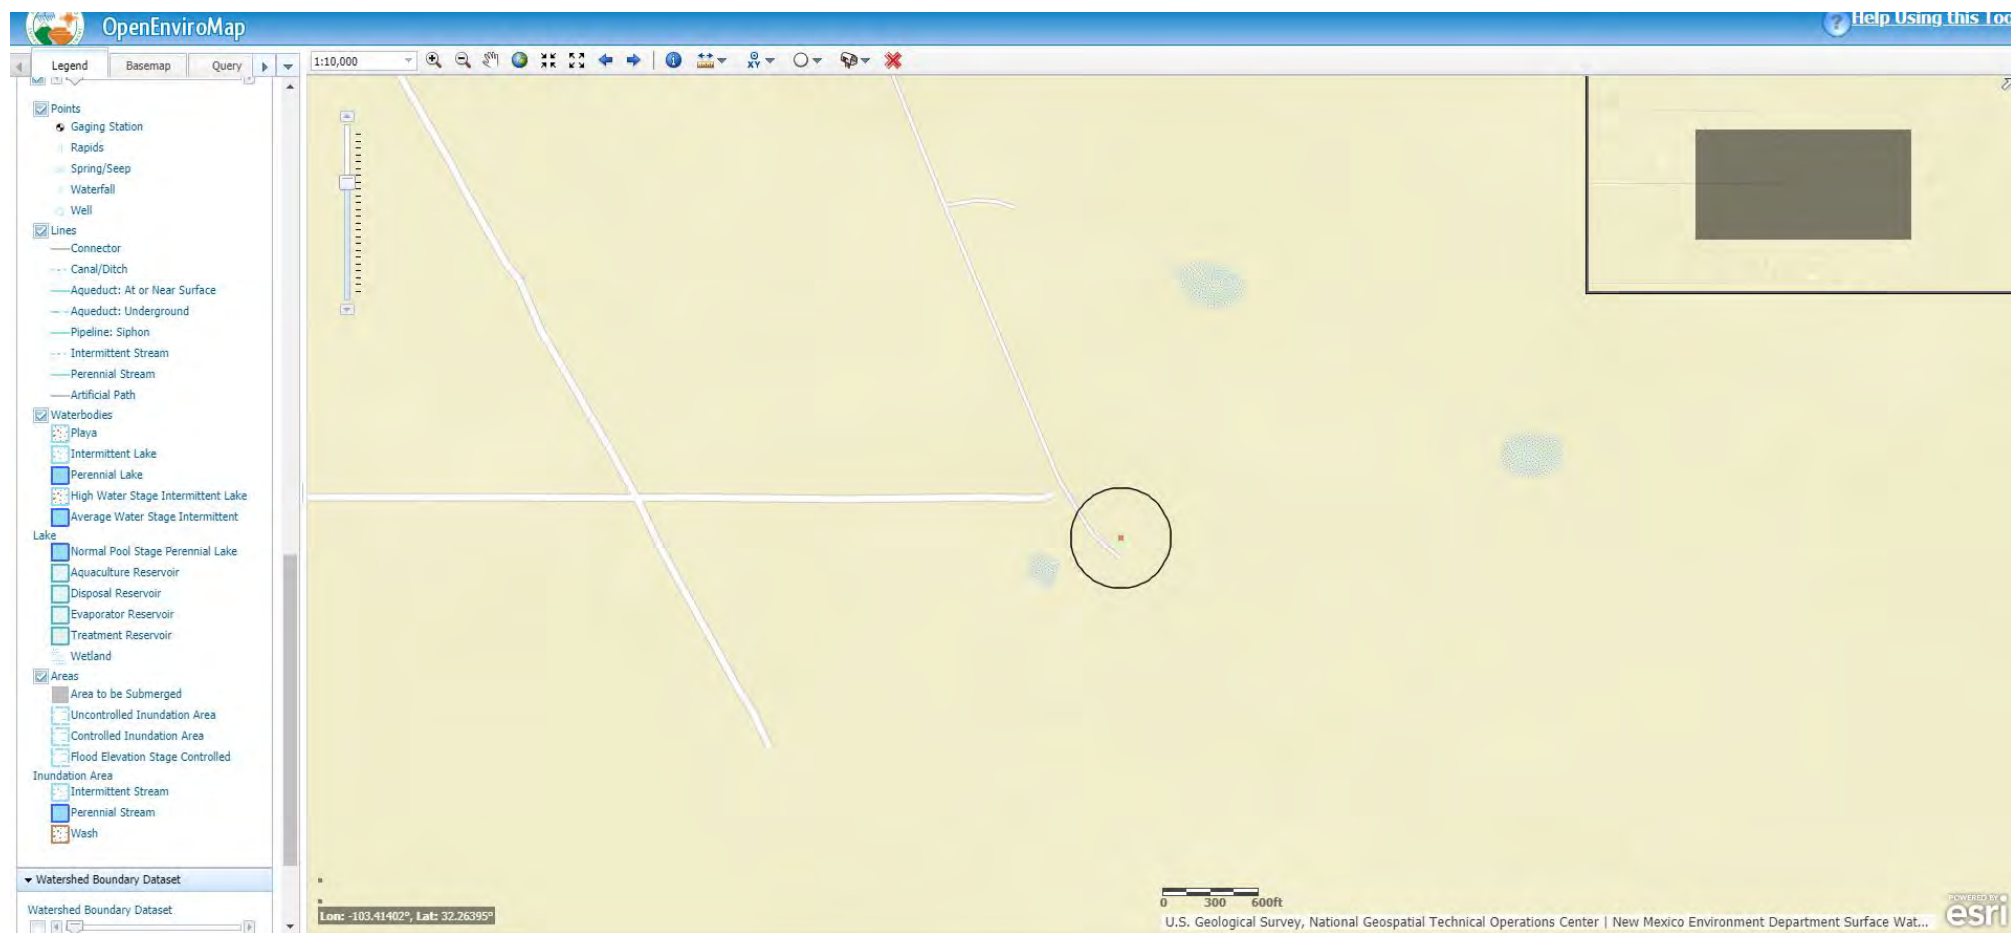 OpenEnviroMap
Help Using this Too
Legend
Basemap
Query
1:10,000
Points
Gaging Station
Rapids
Spring/Seep
Waterfall
Well
Lines
Connector
Canal/Ditch
Aqueduct: At or Near Surface
Aqueduct: Underground
Pipeline: Siphon
Intermittent Stream
Perennial Stream
Artificial Path
Waterbodies
Playa
Intermittent Lake
Perennial Lake
High Water Stage Intermittent Lake
Average Water Stage Intermittent
Lake
Normal Pool Stage Perennial Lake
Aquaculture Reservoir
Disposal Reservoir
Evaporator Reservoir
Treatment Reservoir
Wetland
Areas
Area to be Submerged
Uncontrolled Inundation Area
Controlled Inundation Area
Flood Elevation Stage Controlled
Inundation Area
Intermittent Stream
Perennial Stream
Wash
Watershed Boundary Dataset
Watershed Boundary Dataset
XY
Lon: -103.41402°, Lat: 32.26395°
0 300 600ft
U.S. Geological Survey, National Geospatial Technical Operations Center | New Mexico Environment Department Surface Wat...
POWERED BY
esri